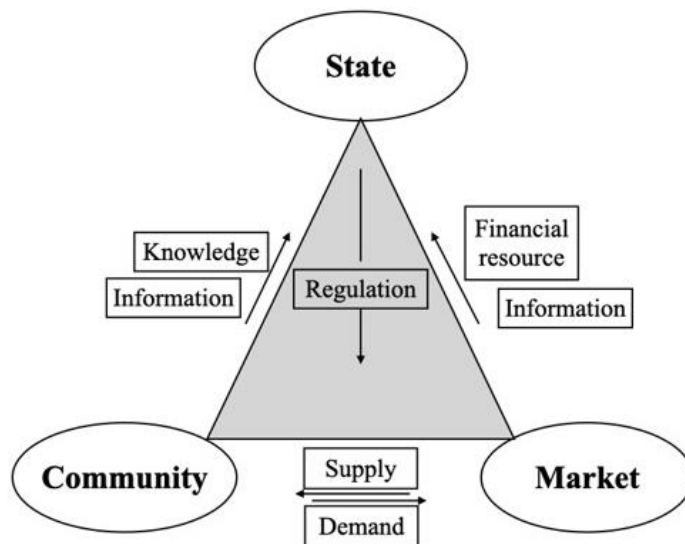 State
Knowledge
Information
Regulation
Financial
resource
Information
Community
Supply
Demand
Market